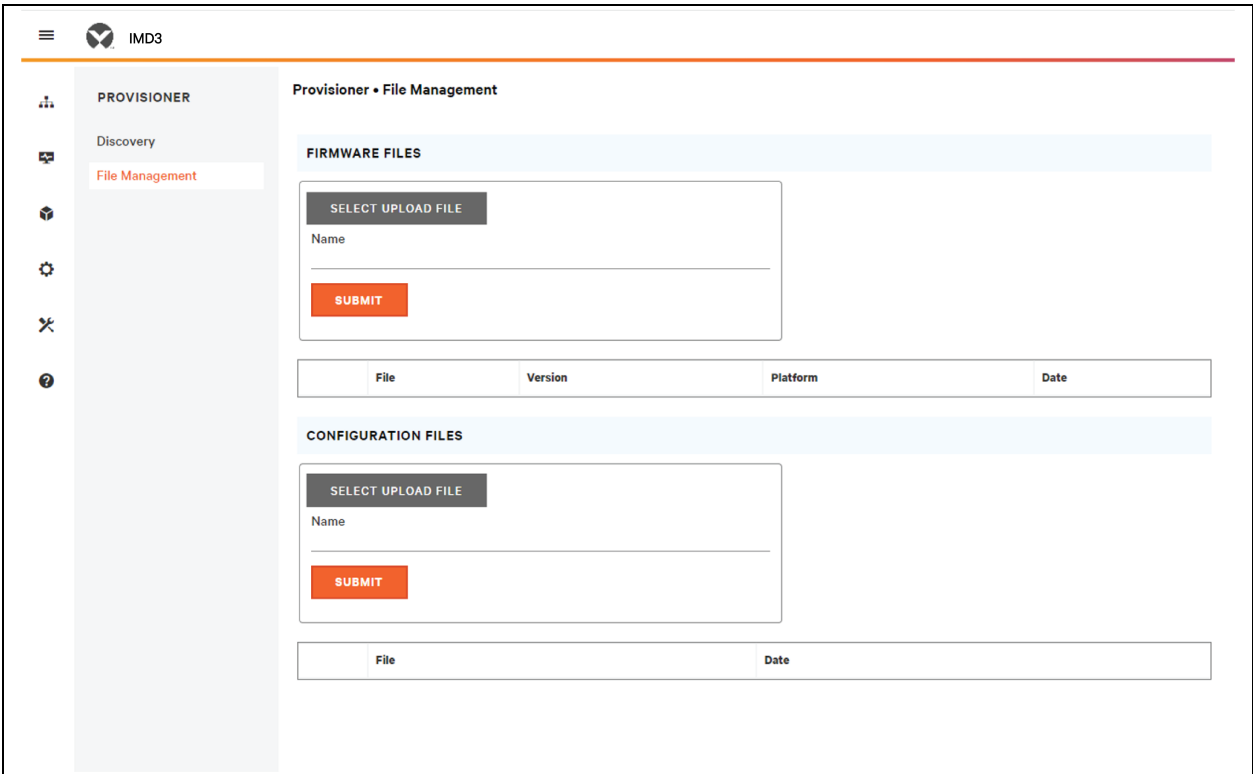 IMD3
PROVISIONER
Discovery
File Management
Provisioner • File Management
FIRMWARE FILES
SELECT UPLOAD FILE
Name
SUBMIT
File Version Platform Date
CONFIGURATION FILES
SELECT UPLOAD FILE
Name
SUBMIT
File Date